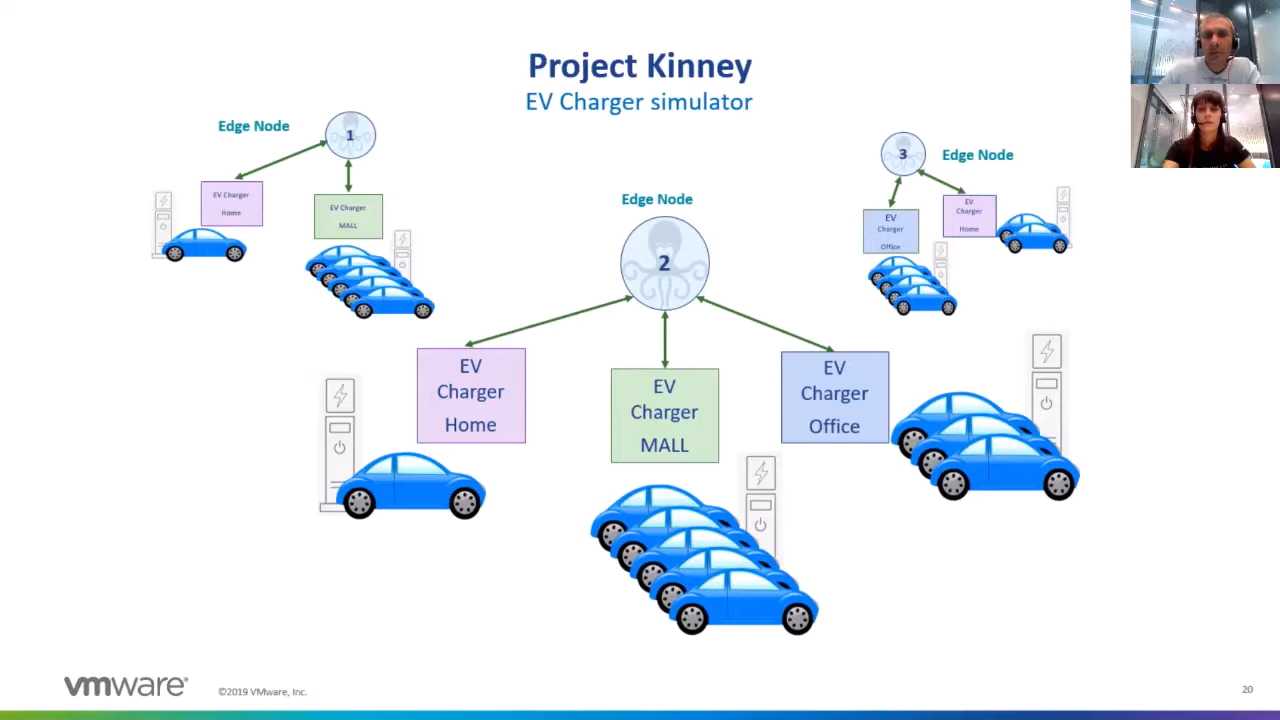 Project Kinney
EV Charger simulator
Edge Node
1
EV Charger
Home
EV Charger
MALL
Edge Node
2
EV
Charger
Home
EV
Charger
MALL
EV
Charger
Office
3
Edge Node
EV
Charger
Office
EV
Charger
Home
vmware®
©2019 VMware, Inc.
20